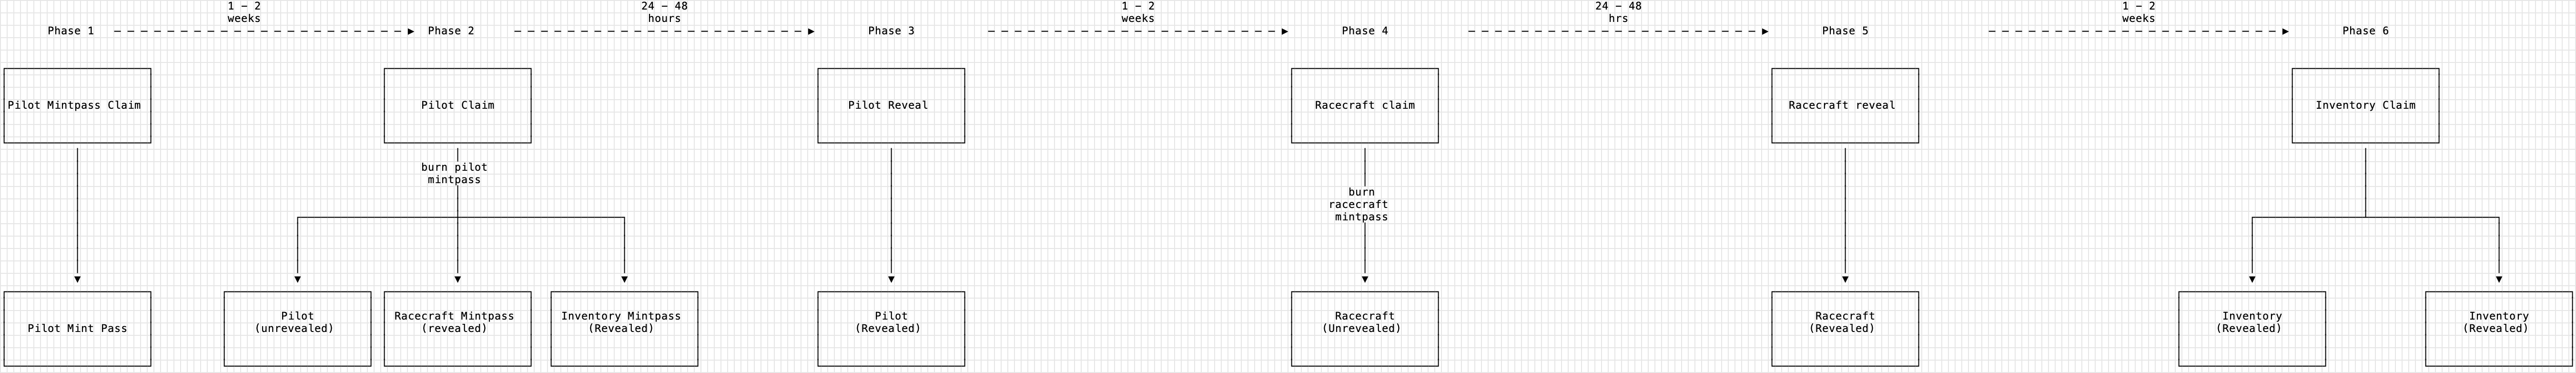 1 – 2
weeks
24 – 48
hours
1 – 2
weeks
24 – 48
hrs
1 – 2
weeks
Phase 1
Phase 2
Phase 3
Phase 4
Phase 5
Phase 6
Pilot Mintpass Claim
Pilot Claim
Pilot Reveal
Racecraft claim
Racecraft reveal
Inventory Claim
burn pilot
mintpass
burn
racecraft
mintpass
Pilot Mint Pass
Pilot
(unrevealed)
Racecraft Mintpass
(revealed)
Inventory Mintpass
(Revealed)
Pilot
(Revealed)
Racecraft
(Unrevealed)
Racecraft
(Revealed)
Inventory
(Revealed)
Inventory
(Revealed)